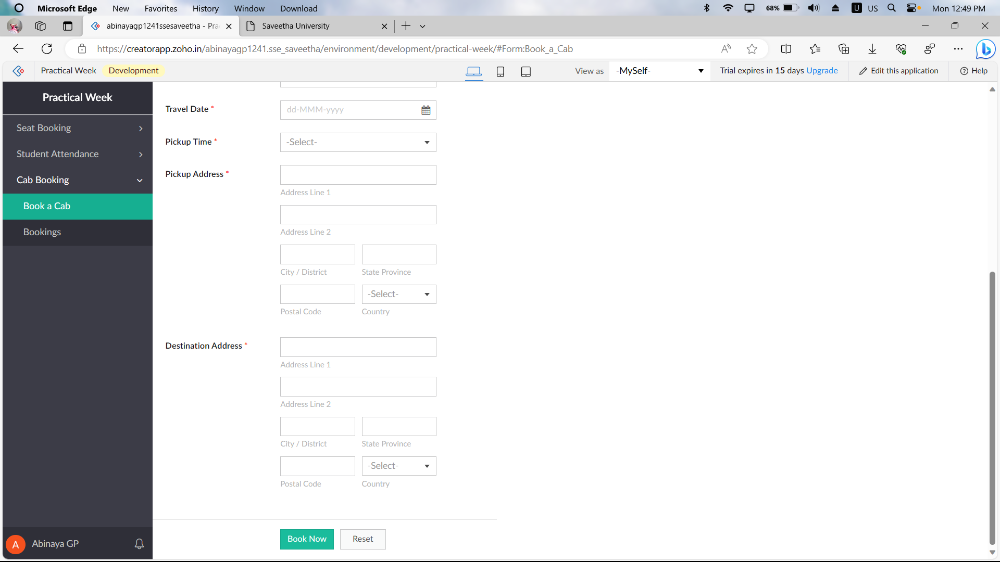 Microsoft Edge New Favorites History Window Download 68% U US Mon 12:49 PM
abinayagp1241ssesaveetha - Pra Saveetha University
https://creatorapp.zoho.in/abinayagp1241.sse_saveetha/environment/development/practical-week/#Form:Book_a_Cab
Practical Week Development View as -MySelf- Trial expires in 15 days Upgrade Edit this application Help
Practical Week
Seat Booking
Student Attendance
Cab Booking
Book a Cab
Bookings
Travel Date *
dd-MMM-yyyy
Pickup Time *
-Select-
Pickup Address *
Address Line 1
Address Line 2
City / District State Province
-Select-
Postal Code Country
Destination Address *
Address Line 1
Address Line 2
City / District State Province
-Select-
Postal Code Country
Book Now Reset
A Abinaya GP